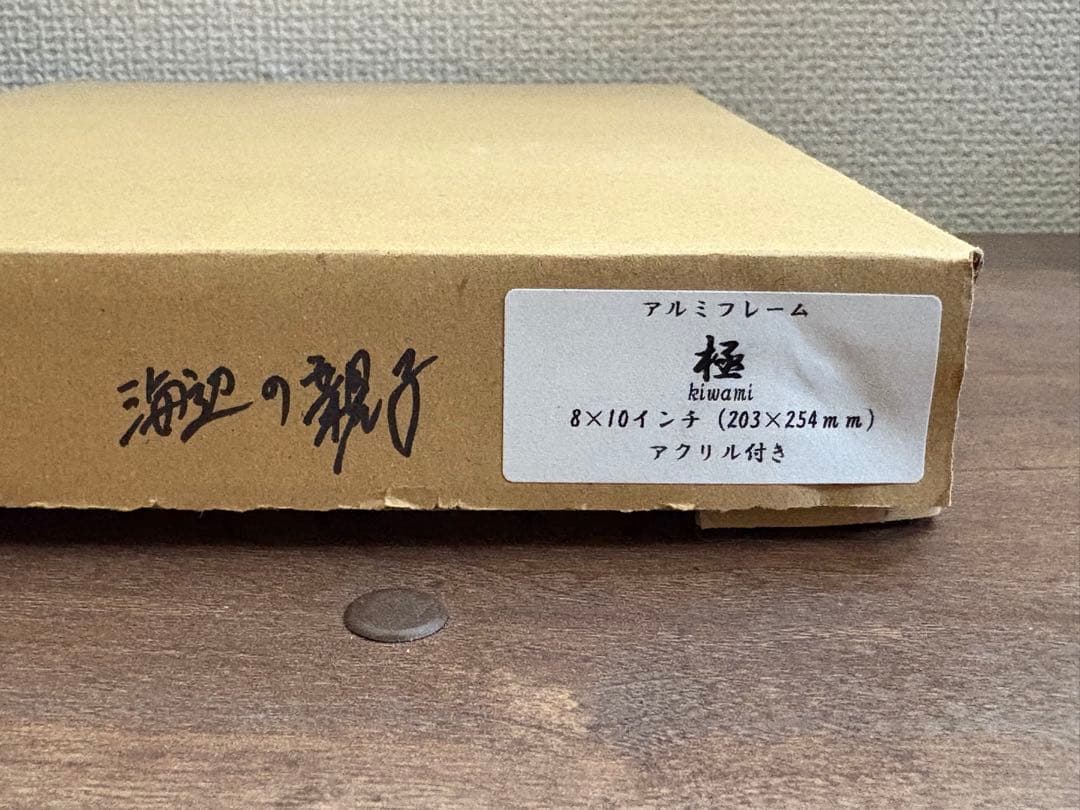 海辺の親子
アルミフレーム
極
kiwami
8×10インチ (203×254mm)
アクリル付き